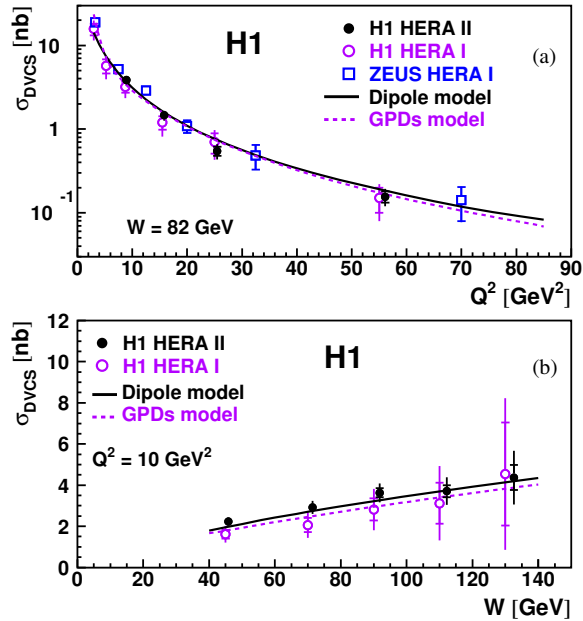 σDVCS [nb]
H1
H1 HERA II
H1 HERA I
ZEUS HERA I
Dipole model
GPDs model
(a)
10
1
10⁻¹
W = 82 GeV
0 10 20 30 40 50 60 70 80 90
Q² [GeV²]
σDVCS [nb]
H1 HERA II
H1 HERA I
Dipole model
GPDs model
H1
(b)
Q² = 10 GeV²
12
10
8
6
4
2
0
0 20 40 60 80 100 120 140
W [GeV]